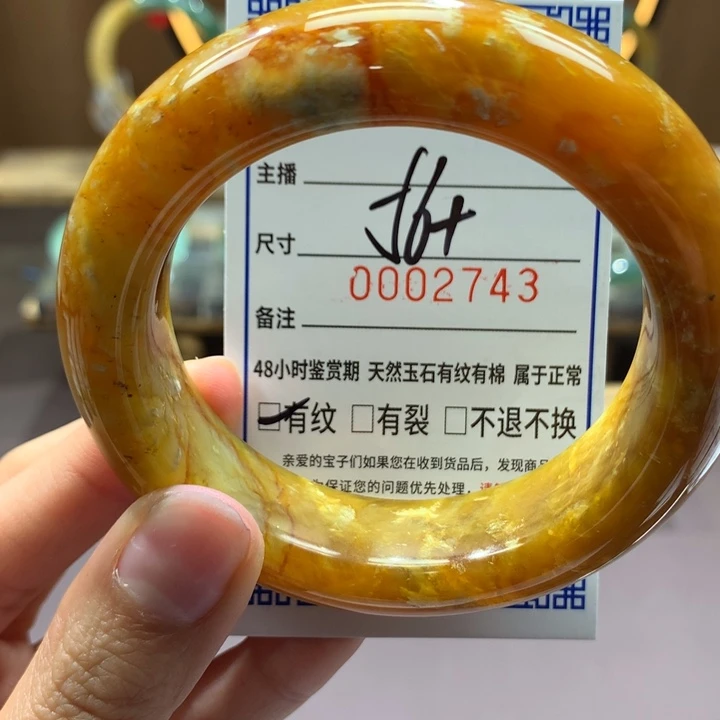 主播
尺寸 56+
0002743
备注
48小时鉴赏期 天然玉石有纹有棉 属于正常
☑有纹 □有裂 □不退不换
亲爱的宝子们如果您在收到货品后，发现商品
保证您的问题优先处理，